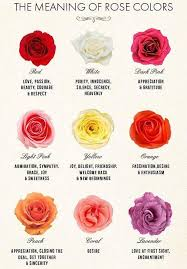 THE MEANING OF ROSE COLORS
Red
LOVE, PASSION,
BEAUTY, COURAGE
& RESPECT
White
PURITY, INNOCENCE,
SILENCE, SECRECY,
HEAVENLY
Dark Pink
APPRECIATION &
GRATITUDE
Light Pink
ADMIRATION, SYMPATHY,
GRACE, JOY
& SWEETNESS
Yellow
JOY, DELIGHT, FRIENDSHIP,
WELCOME BACK
& NEW BEGINNINGS
Orange
FASCINATION, DESIRE
& ENTHUSIASM
Peach
APPRECIATION, CLOSING THE
DEAL, GET TOGETHER
& SINCERITY
Coral
DESIRE
Lavender
LOVE AT FIRST SIGHT,
ENCHANTMENT